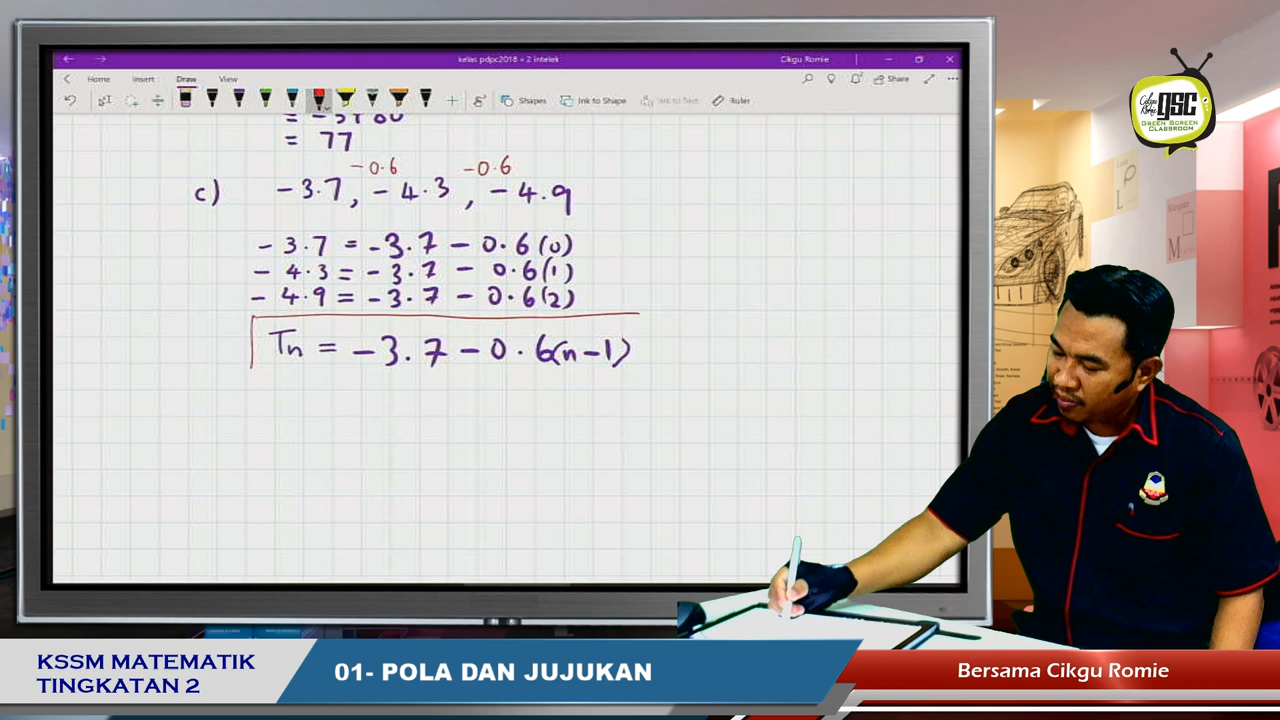 kelas pdpc2018 » 2 intelek
Cikgu Romie
Home Insert Draw View
Share
Shapes Ink to Shape Ink to Text Ruler
= 77
-0.6 -0.6
c) -3.7, -4.3, -4.9
-3.7 = -3.7 - 0.6(0)
-4.3 = -3.7 - 0.6(1)
-4.9 = -3.7 - 0.6(2)
Tn = -3.7 - 0.6(n-1)
Cikgu Romie GSC
GREEN SCREEN
CLASSROOM
KSSM MATEMATIK
TINGKATAN 2
01- POLA DAN JUJUKAN
Bersama Cikgu Romie